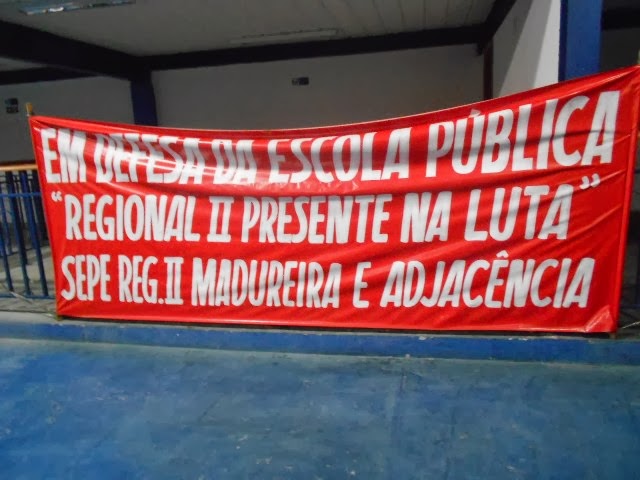 EM DEFESA DA ESCOLA PÚBLICA
"REGIONAL II PRESENTE NA LUTA"
SEPE REG.II MADUREIRA E ADJACÊNCIA